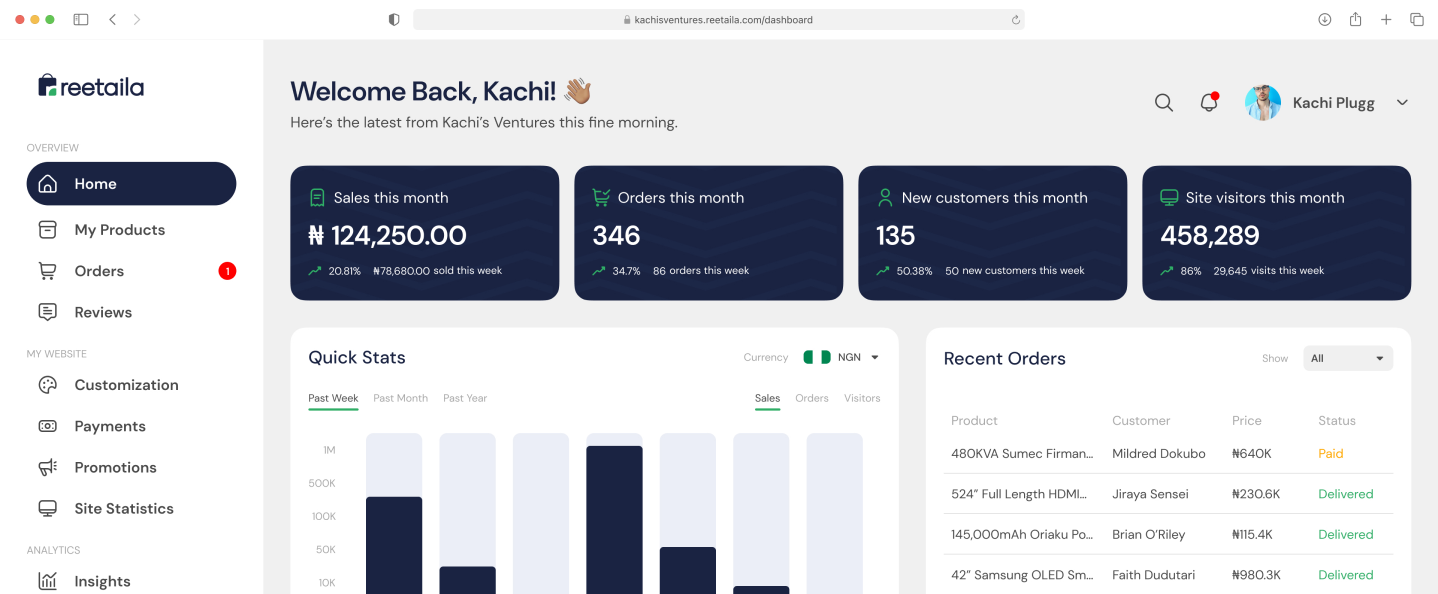 kachisventures.reetaila.com/dashboard
reetaila
OVERVIEW
Home
My Products
Orders 1
Reviews
MY WEBSITE
Customization
Payments
Promotions
Site Statistics
ANALYTICS
Insights
Welcome Back, Kachi! 👋🏽
Here’s the latest from Kachi’s Ventures this fine morning.
Kachi Plugg
Sales this month
₦ 124,250.00
20.81% ₦78,680.00 sold this week
Orders this month
346
34.7% 86 orders this week
New customers this month
135
50.38% 50 new customers this week
Site visitors this month
458,289
86% 29,645 visits this week
Quick Stats
Currency NGN
Past Week Past Month Past Year
Sales Orders Visitors
1M
500K
100K
50K
10K
Recent Orders
Show All
Product Customer Price Status
480KVA Sumec Firman... Mildred Dokubo ₦640K Paid
524” Full Length HDMI... Jiraya Sensei ₦230.6K Delivered
145,000mAh Oriaku Po... Brian O’Riley ₦115.4K Delivered
42” Samsung OLED Sm... Faith Dudutari ₦980.3K Delivered